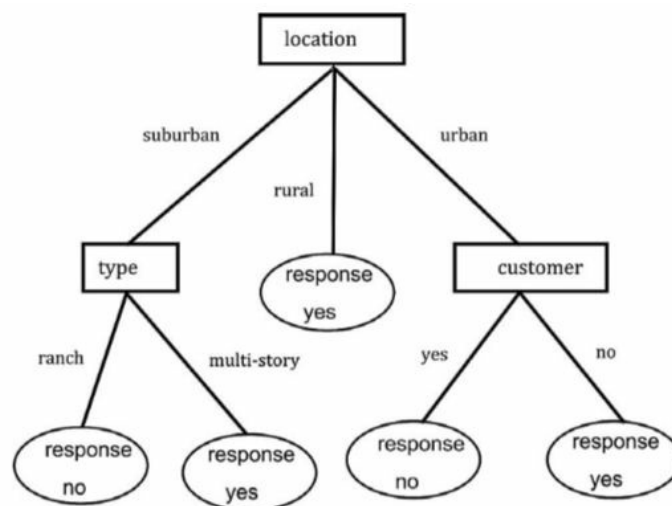 location
suburban
urban
rural
type
response
yes
customer
ranch
multi-story
yes
no
response
no
response
yes
response
no
response
yes